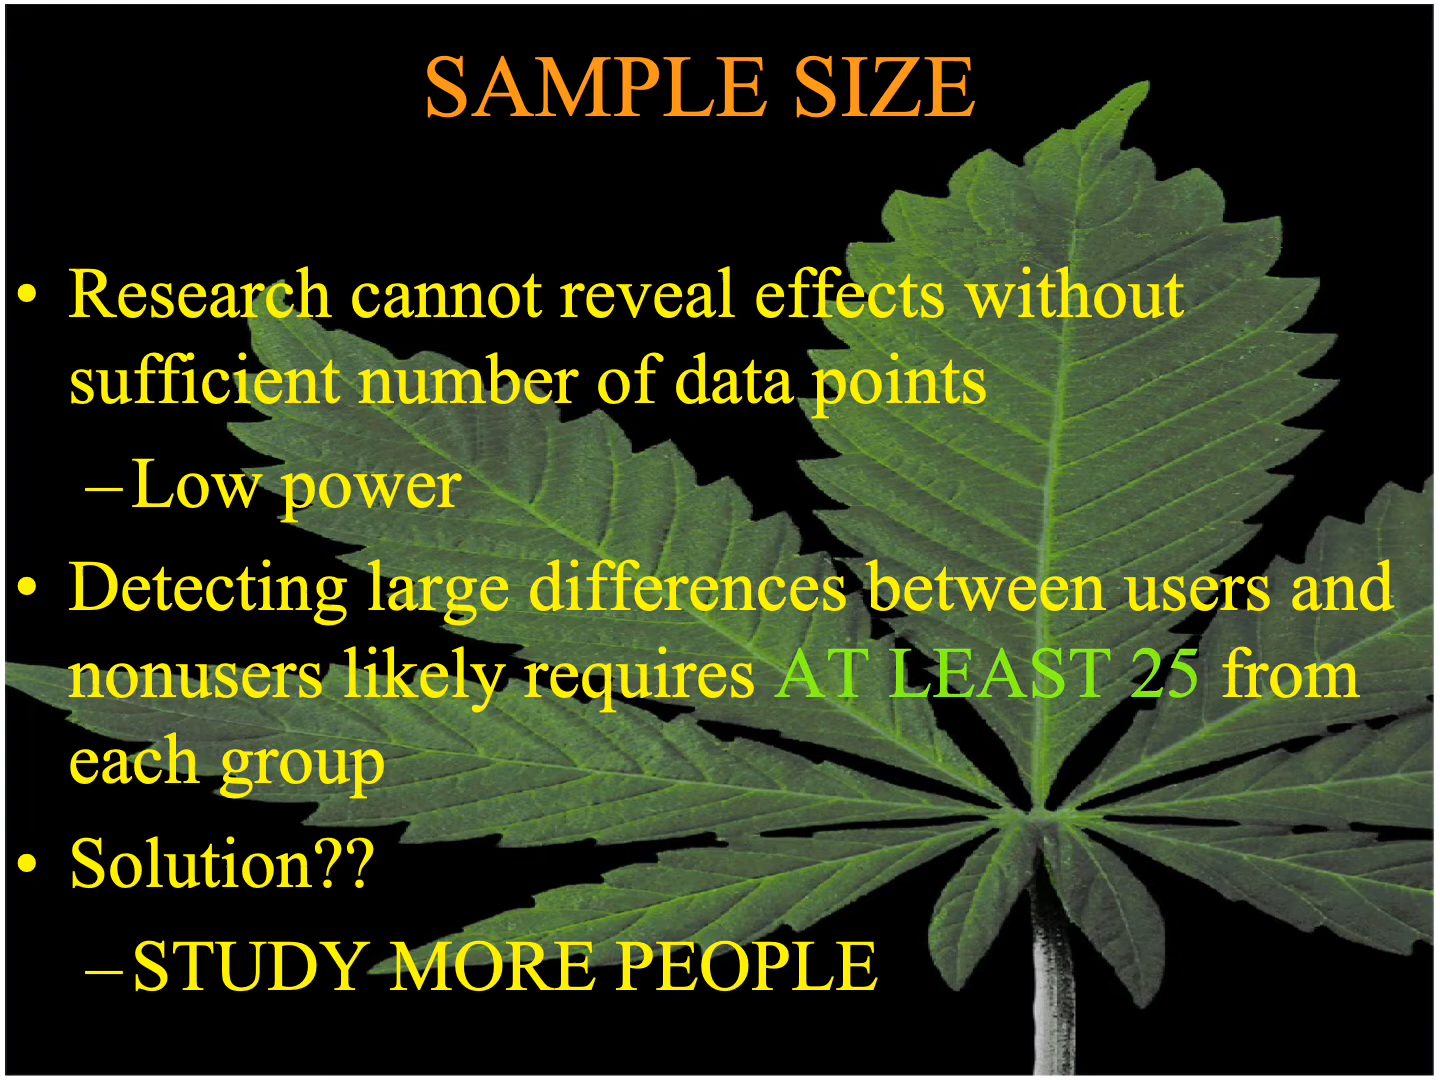 SAMPLE SIZE
• Research cannot reveal effects without
sufficient number of data points
– Low power
• Detecting large differences between users and
nonusers likely requires AT LEAST 25 from
each group
• Solution??
– STUDY MORE PEOPLE